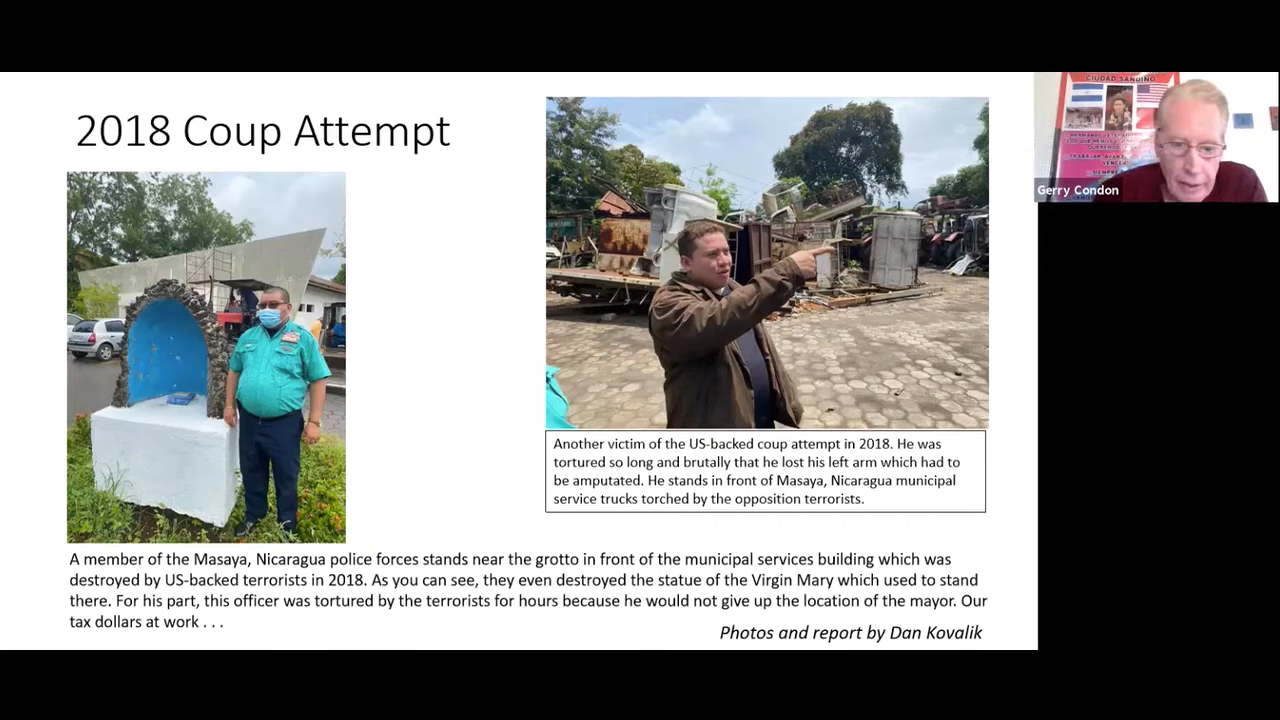 2018 Coup Attempt
Another victim of the US-backed coup attempt in 2018. He was
tortured so long and brutally that he lost his left arm which had to
be amputated. He stands in front of Masaya, Nicaragua municipal
service trucks torched by the opposition terrorists.
A member of the Masaya, Nicaragua police forces stands near the grotto in front of the municipal services building which was
destroyed by US-backed terrorists in 2018. As you can see, they even destroyed the statue of the Virgin Mary which used to stand
there. For his part, this officer was tortured by the terrorists for hours because he would not give up the location of the mayor. Our
tax dollars at work . . .
Photos and report by Dan Kovalik
CIUDAD SANDINO
Gerry Condon